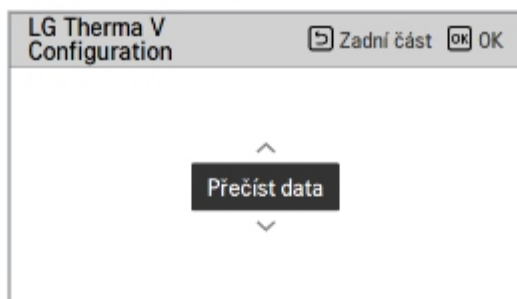 LG Therma V
Configuration
Zadní část OK OK
Přečíst data